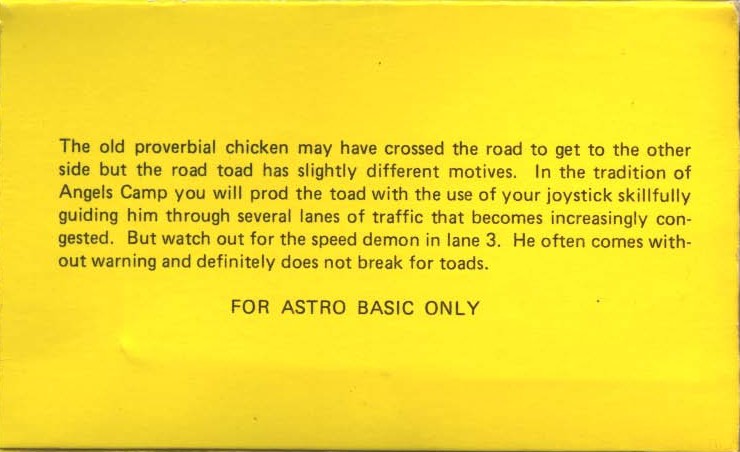 The old proverbial chicken may have crossed the road to get to the other
side but the road toad has slightly different motives. In the tradition of
Angels Camp you will prod the toad with the use of your joystick skillfully
guiding him through several lanes of traffic that becomes increasingly con-
gested. But watch out for the speed demon in lane 3. He often comes with-
out warning and definitely does not break for toads.
FOR ASTRO BASIC ONLY